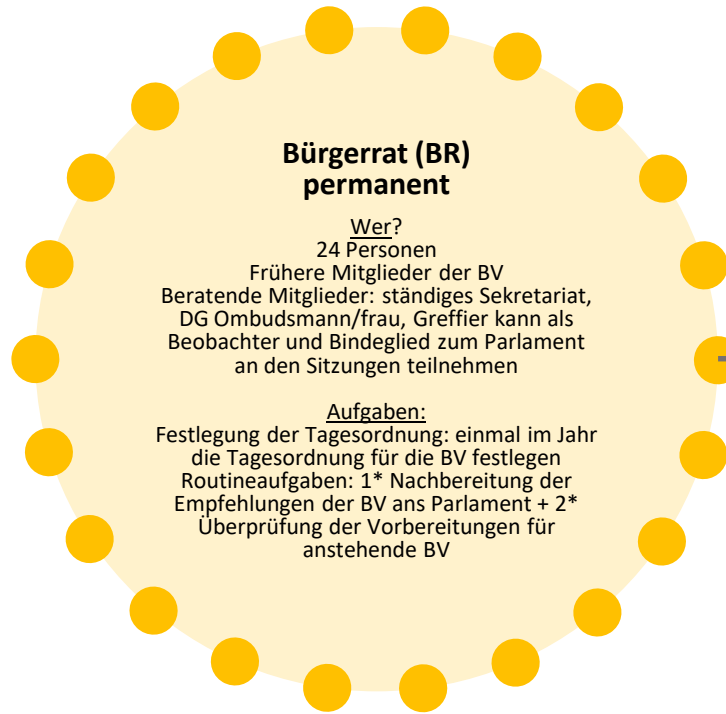 Bürgerrat (BR)
permanent
Wer?
24 Personen
Frühere Mitglieder der BV
Beratende Mitglieder: ständiges Sekretariat,
DG Ombudsmann/frau, Greffier kann als
Beobachter und Bindeglied zum Parlament
an den Sitzungen teilnehmen
Aufgaben:
Festlegung der Tagesordnung: einmal im Jahr
die Tagesordnung für die BV festlegen
Routineaufgaben: 1* Nachbereitung der
Empfehlungen der BV ans Parlament + 2*
Überprüfung der Vorbereitungen für
anstehende BV